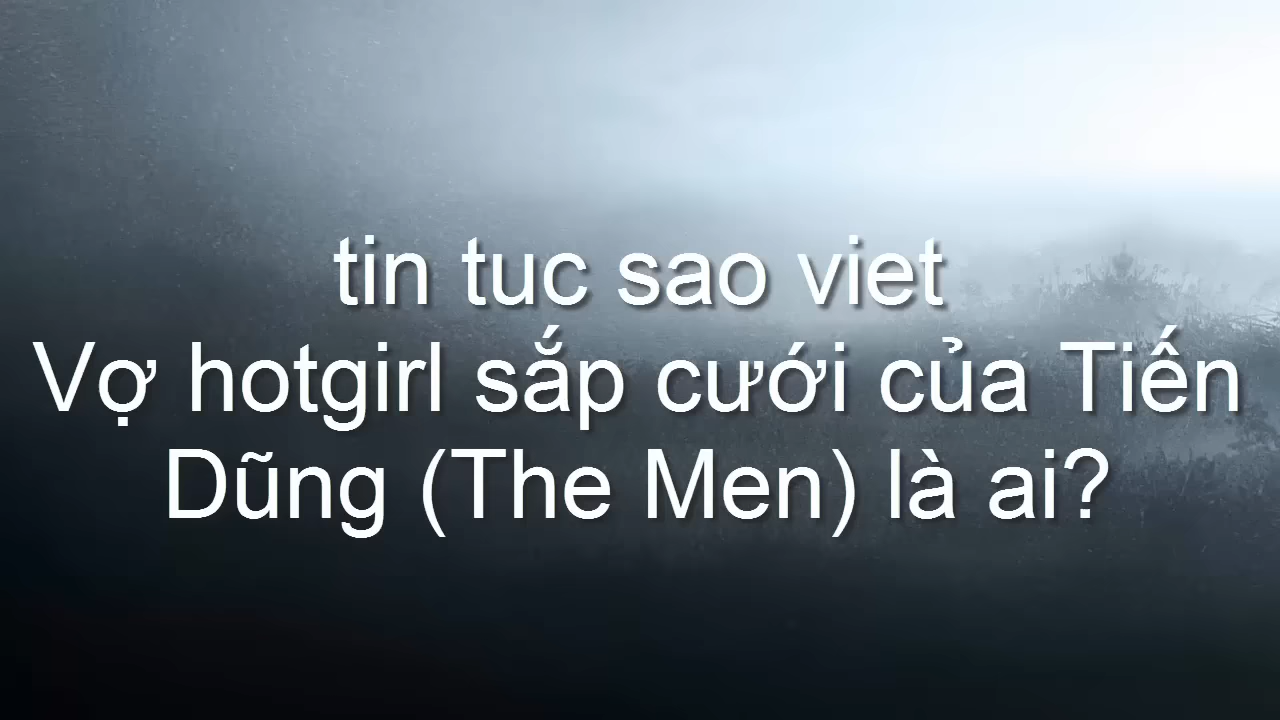 tin tuc sao viet
Vợ hotgirl sắp cưới của Tiến
Dũng (The Men) là ai?